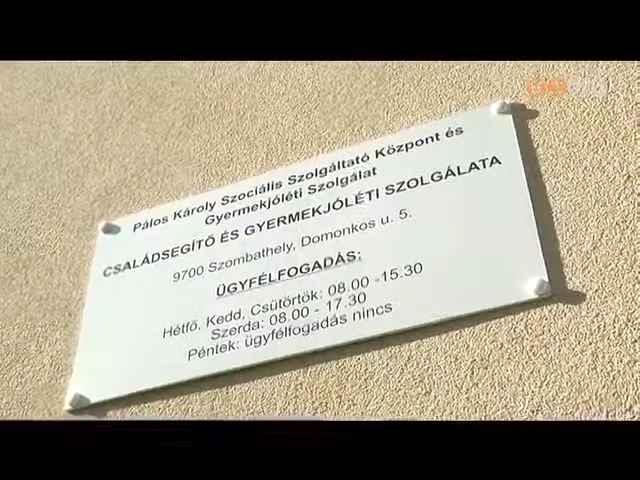 Pálos Károly Szociális Szolgáltató Központ és
Gyermekjóléti Szolgálat
CSALÁDSEGÍTŐ ÉS GYERMEKJÓLÉTI SZOLGÁLATA
9700 Szombathely, Domonkos u. 5.
ÜGYFÉLFOGADÁS:
Hétfő, Kedd, Csütörtök: 08.00 -15.30
Szerda: 08.00 - 17.30
Péntek: ügyfélfogadás nincs